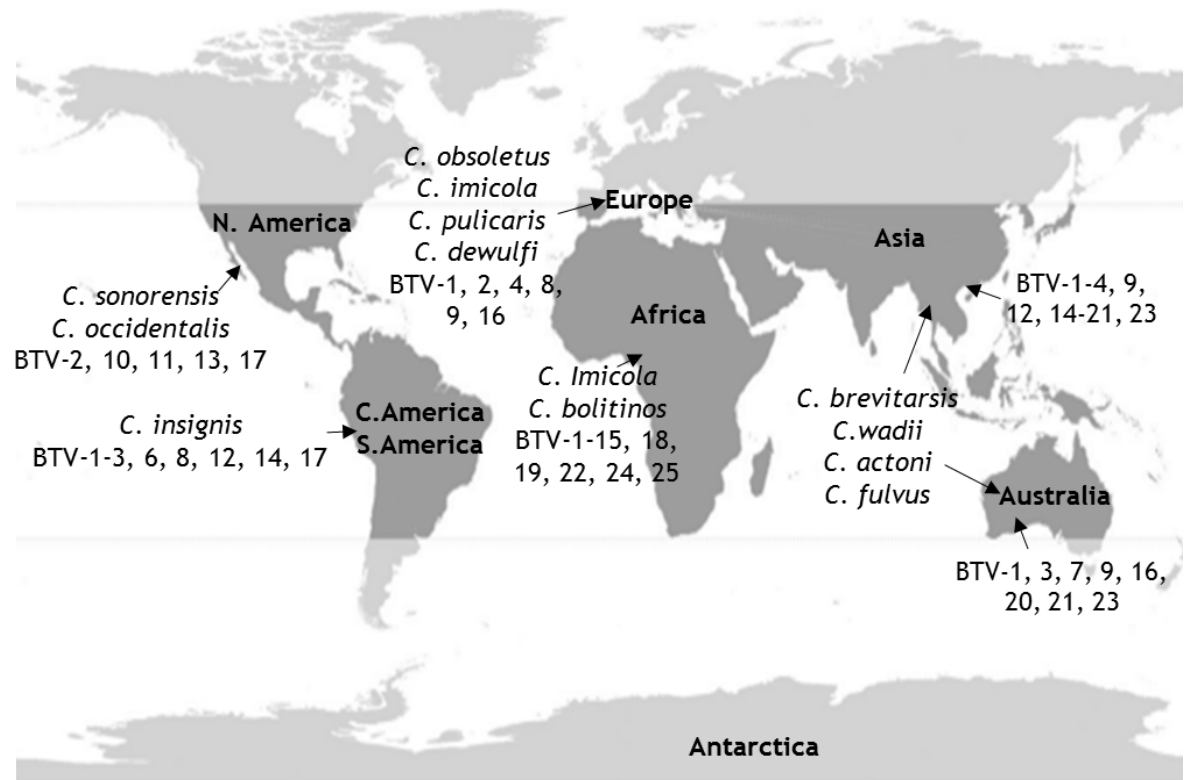 C. obsoletus
C. imicola
C. pulicaris
C. dewulfi
BTV-1, 2, 4, 8,
9, 16
Europe
N. America
C. sonorensis
C. occidentalis
BTV-2, 10, 11, 13, 17
Asia
BTV-1-4, 9,
12, 14-21, 23
Africa
C. Imicola
C. bolitinos
BTV-1-15, 18,
19, 22, 24, 25
C.America
S.America
C. insignis
BTV-1-3, 6, 8, 12, 14, 17
C. brevitarsis
C.wadii
C. actoni
C. fulvus
Australia
BTV-1, 3, 7, 9, 16,
20, 21, 23
Antarctica